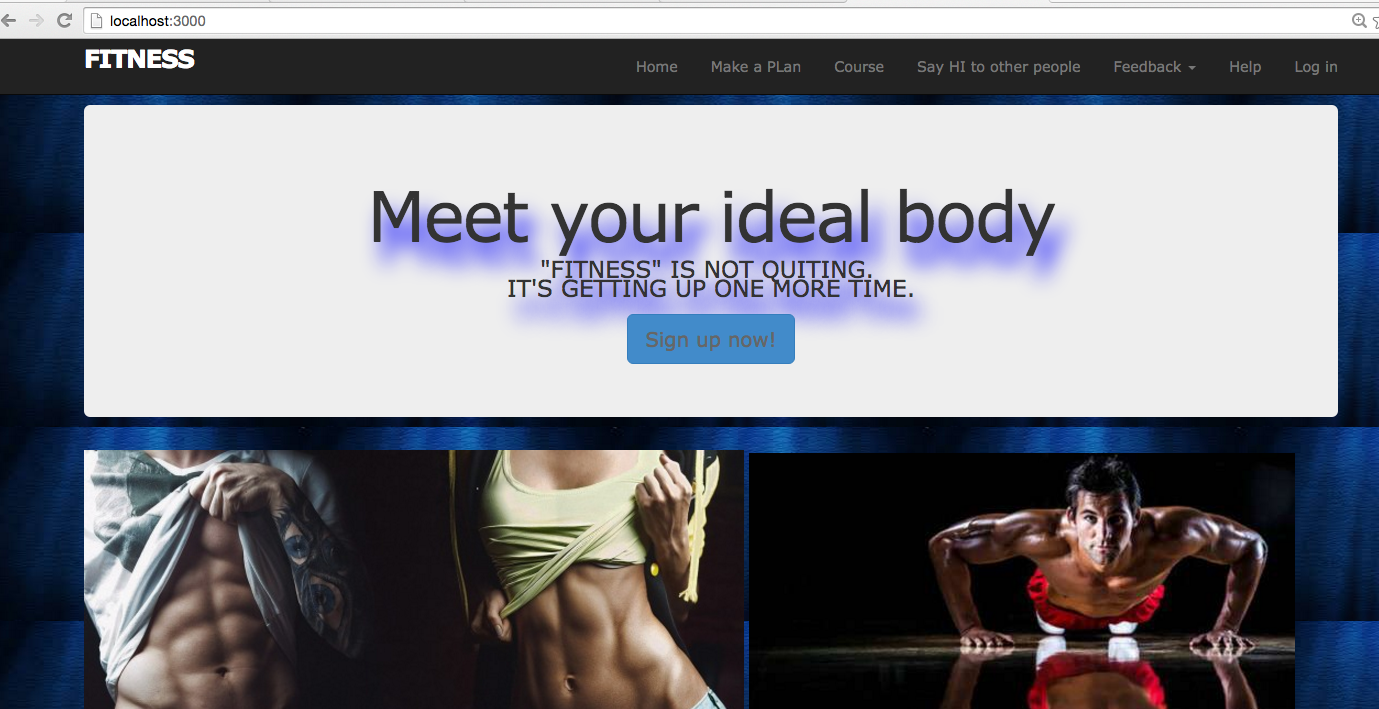 localhost:3000
FITNESS
Home Make a PLan Course Say HI to other people Feedback Help Log in
Meet your ideal body
"FITNESS" IS NOT QUITING.
IT'S GETTING UP ONE MORE TIME.
Sign up now!